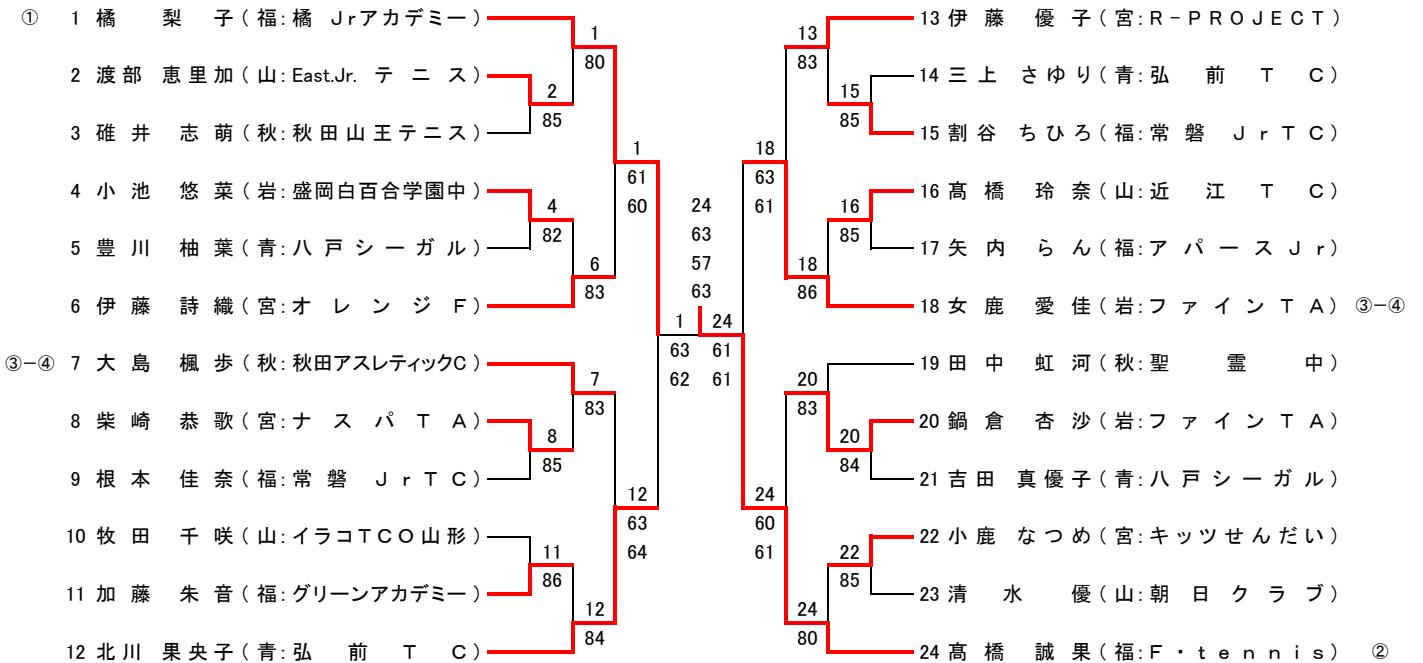 ① 1 橘 梨 子 ( 福: 橘 Jrアカデミー )
2 渡部 恵里加 ( 山: East.Jr. テ ニ ス )
3 碓 井 志 萌 ( 秋: 秋田山王テニス )
4 小 池 悠 菜 ( 岩: 盛岡白百合学園中 )
5 豊 川 柚 葉 ( 青: 八 戸 シーガル )
6 伊 藤 詩 織 ( 宮: オ レ ン ジ F )
③−④ 7 大 島 楓 歩 ( 秋: 秋田アスレティックC )
8 柴 崎 恭 歌 ( 宮: ナ ス パ T A )
9 根 本 佳 奈 ( 福: 常 磐 J r T C )
10 牧 田 千 咲 ( 山: イラコTCO山形 )
11 加 藤 朱 音 ( 福: グリーンアカデミー )
12 北 川 果央子 ( 青: 弘 前 T C )
1
80
2
85
4
82
6
83
7
83
8
85
11
86
12
84
1
61
60
12
63
64
1
63
62
24
63
57
63
24
61
61
18
63
61
24
60
61
13
83
15
85
16
85
18
86
20
83
20
84
22
85
24
80
13 伊 藤 優 子 ( 宮: R-PROJECT )
14 三 上 さゆり ( 青: 弘 前 T C )
15 割 谷 ちひろ ( 福: 常 磐 J r T C )
16 髙 橋 玲 奈 ( 山: 近 江 T C )
17 矢 内 ら ん ( 福: ア パ ー ス J r )
18 女 鹿 愛 佳 ( 岩: フ ァ イ ン T A ) ③−④
19 田 中 虹 河 ( 秋: 聖 霊 中 )
20 鍋 倉 杏 沙 ( 岩: フ ァ イ ン T A )
21 吉 田 真優子 ( 青: 八 戸 シ ー ガ ル )
22 小 鹿 なつめ ( 宮: キッツせんだい )
23 清 水 優 ( 山: 朝 日 ク ラ ブ )
24 髙 橋 誠 果 ( 福: F・tennis ) ②